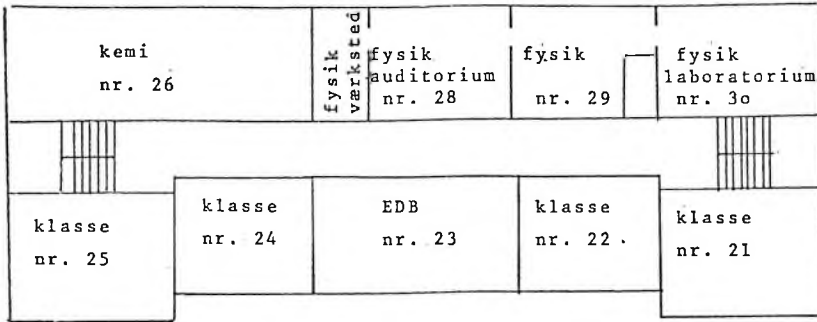 kemi
nr. 26
fysik
værksted
fysik
auditorium
nr. 28
fysik
nr. 29
fysik
laboratorium
nr. 3o
klasse
nr. 25
klasse
nr. 24
EDB
nr. 23
klasse
nr. 22.
klasse
nr. 21